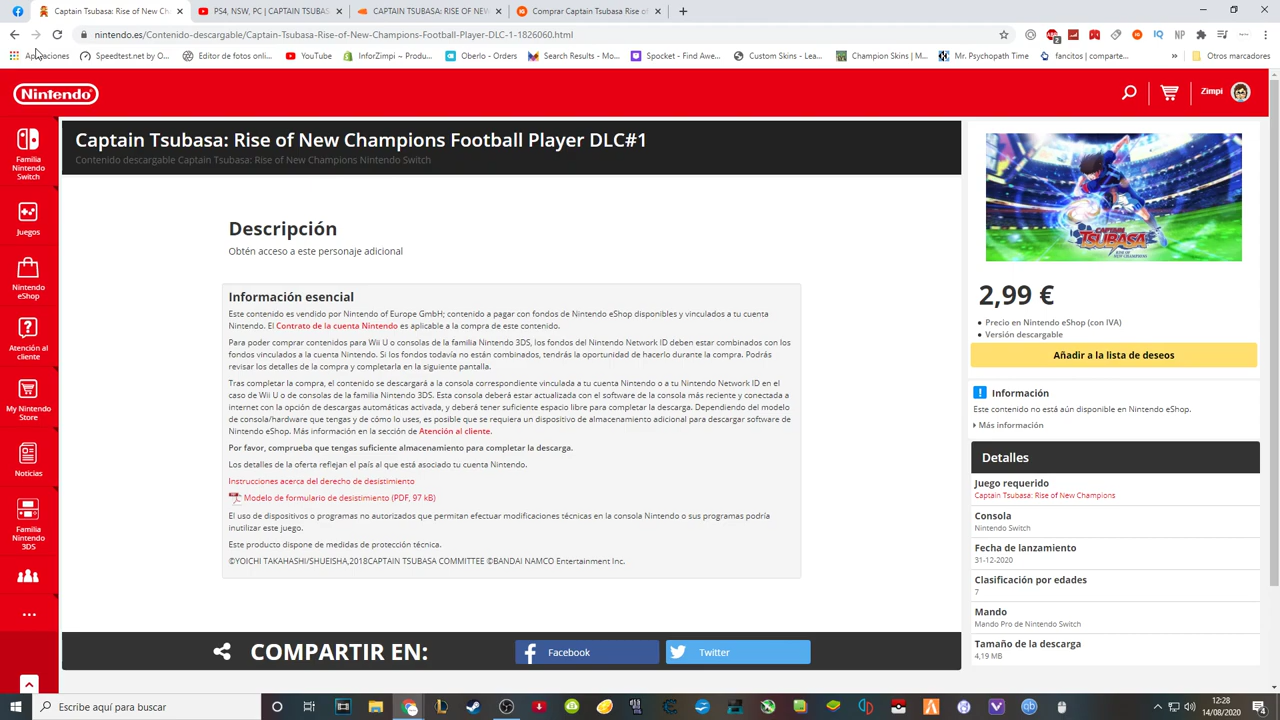 Captain Tsubasa: Rise of New Ch
PS4, NSW, PC | CAPTAIN TSUBAS
CAPTAIN TSUBASA: RISE OF NEW
Comprar Captain Tsubasa Rise o
nintendo.es/Contenido-descargable/Captain-Tsubasa-Rise-of-New-Champions-Football-Player-DLC-1-1826060.html
Aplicaciones
Speedtest.net by O...
Editor de fotos onli...
YouTube
InforZimpi ~ Produ...
Oberlo - Orders
Search Results - Mo...
Spocket - Find Awe...
Custom Skins - Lea...
Champion Skins | M...
Mr. Psychopath Time
fancitos | comparte...
Otros marcadores
Nintendo
Zimpi
Familia Nintendo Switch
Juegos
Nintendo eShop
Atención al cliente
My Nintendo Store
Noticias
Familia Nintendo 3DS
Captain Tsubasa: Rise of New Champions Football Player DLC#1
Contenido descargable Captain Tsubasa: Rise of New Champions Nintendo Switch
Descripción
Obtén acceso a este personaje adicional
Información esencial
Este contenido es vendido por Nintendo of Europe GmbH; contenido a pagar con fondos de Nintendo eShop disponibles y vinculados a tu cuenta
Nintendo. El Contrato de la cuenta Nintendo es aplicable a la compra de este contenido.
Para poder comprar contenidos para Wii U o consolas de la familia Nintendo 3DS, los fondos del Nintendo Network ID deben estar combinados con los
fondos vinculados a la cuenta Nintendo. Si los fondos todavía no están combinados, tendrás la oportunidad de hacerlo durante la compra. Podrás
revisar los detalles de la compra y completarla en la siguiente pantalla.
Tras completar la compra, el contenido se descargará a la consola correspondiente vinculada a tu cuenta Nintendo o a tu Nintendo Network ID en el
caso de Wii U o de consolas de la familia Nintendo 3DS. Esta consola deberá estar actualizada con el software de la consola más reciente y conectada a
internet con la opción de descargas automáticas activada, y deberá tener suficiente espacio libre para completar la descarga. Dependiendo del modelo
de consola/hardware que tengas y de cómo lo uses, es posible que se requiera un dispositivo de almacenamiento adicional para descargar software de
Nintendo eShop. Más información en la sección de Atención al cliente.
Por favor, comprueba que tengas suficiente almacenamiento para completar la descarga.
Los detalles de la oferta reflejan el país al que está asociado tu cuenta Nintendo.
Instrucciones acerca del derecho de desistimiento
Modelo de formulario de desistimiento (PDF, 97 kB)
El uso de dispositivos o programas no autorizados que permitan efectuar modificaciones técnicas en la consola Nintendo o sus programas podría
inutilizar este juego.
Este producto dispone de medidas de protección técnica.
©YOICHI TAKAHASHI/SHUEISHA,2018CAPTAIN TSUBASA COMMITTEE ©BANDAI NAMCO Entertainment Inc.
COMPARTIR EN:
Facebook
Twitter
CAPTAIN
TSUBASA
RISE OF
NEW CHAMPIONS
2,99 €
Precio en Nintendo eShop (con IVA)
Versión descargable
Añadir a la lista de deseos
Información
Este contenido no está aún disponible en Nintendo eShop.
Más información
Detalles
Juego requerido
Captain Tsubasa: Rise of New Champions
Consola
Nintendo Switch
Fecha de lanzamiento
31-12-2020
Clasificación por edades
7
Mando
Mando Pro de Nintendo Switch
Tamaño de la descarga
4,19 MB
Escribe aquí para buscar
12:28
14/08/2020